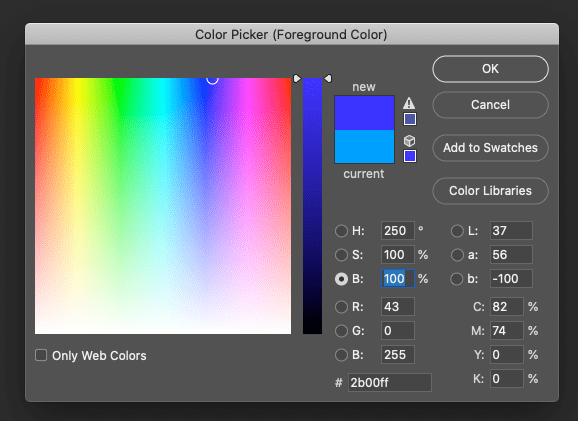 Color Picker (Foreground Color)
new
current
OK
Cancel
Add to Swatches
Color Libraries
H: 250 °
S: 100 %
B: 100 %
R: 43
G: 0
B: 255
# 2b00ff
L: 37
a: 56
b: -100
C: 82 %
M: 74 %
Y: 0 %
K: 0 %
Only Web Colors